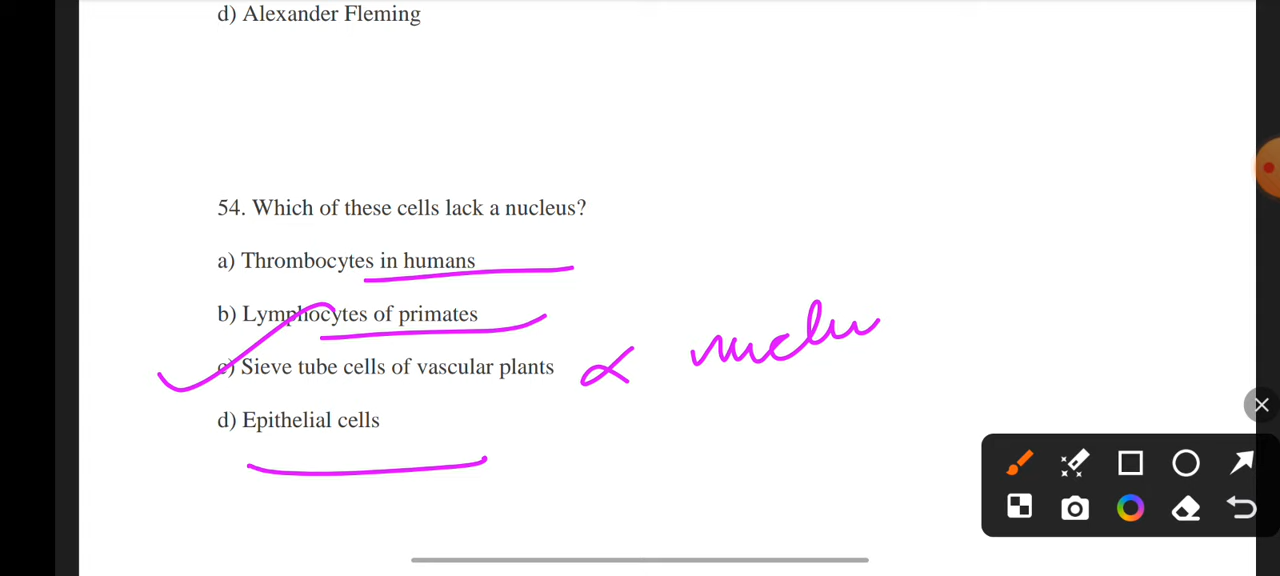 d) Alexander Fleming
54. Which of these cells lack a nucleus?
a) Thrombocytes in humans
b) Lymphocytes of primates
c) Sieve tube cells of vascular plants
d) Epithelial cells